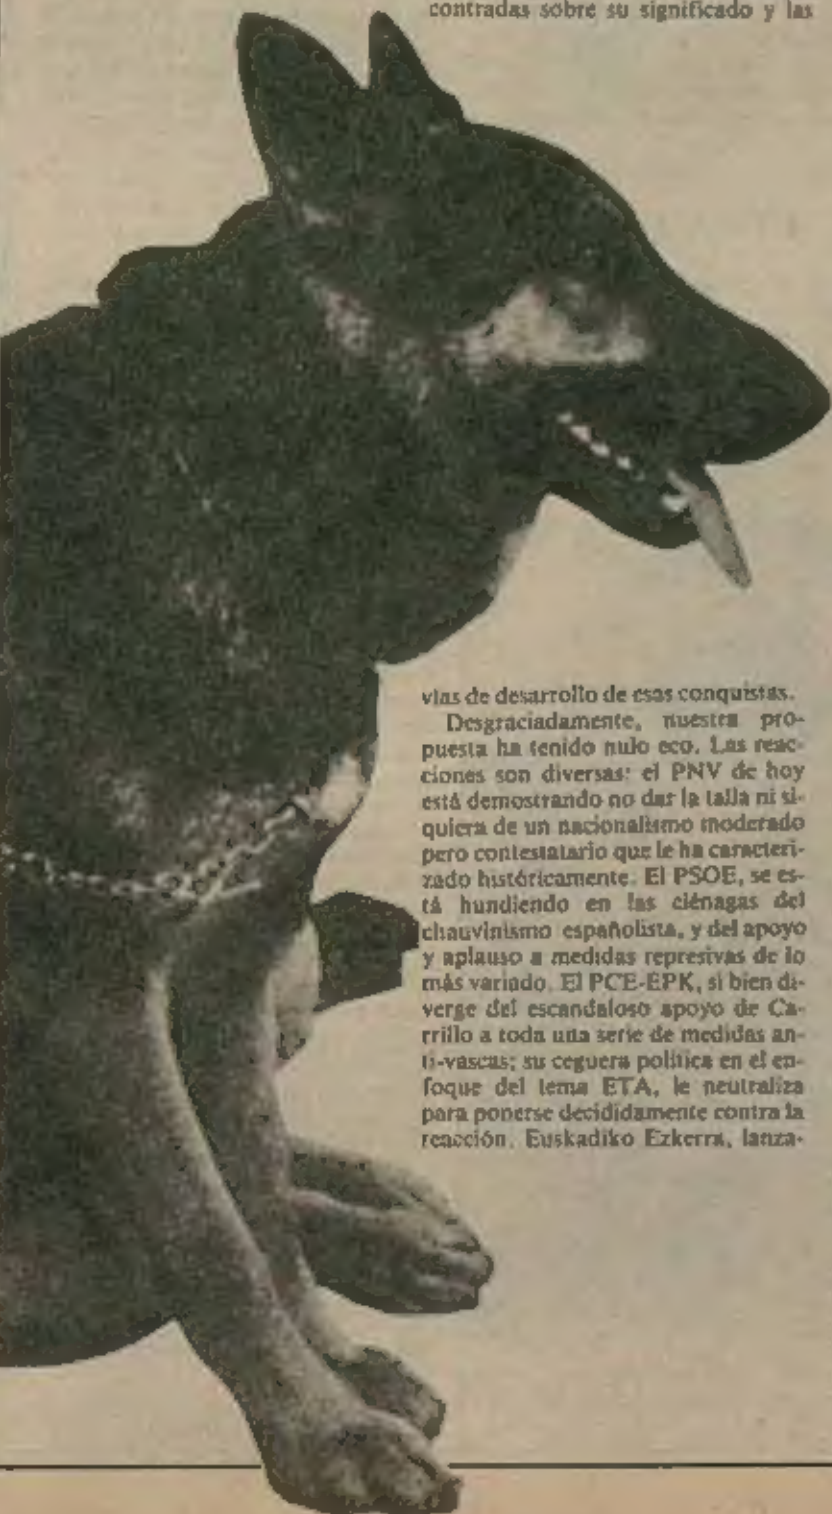 contradas sobre su significado y las
vías de desarrollo de esas conquistas.
Desgraciadamente, nuestra pro-
puesta ha tenido nulo eco. Las reac-
ciones son diversas: el PNV de hoy
está demostrando no dar la talla ni si-
quiera de un nacionalismo moderado
pero contestatario que le ha caracteri-
zado históricamente. El PSOE, se es-
tá hundiendo en las ciénagas del
chauvinismo españolista, y del apoyo
y aplauso a medidas represivas de lo
más variado. El PCE-EPK, si bien di-
verge del escandaloso apoyo de Ca-
rrillo a toda una serie de medidas an-
ti-vascas; su ceguera política en el en-
foque del tema ETA, le neutraliza
para ponerse decididamente contra la
reacción. Euskadiko Ezkerra, lanza-